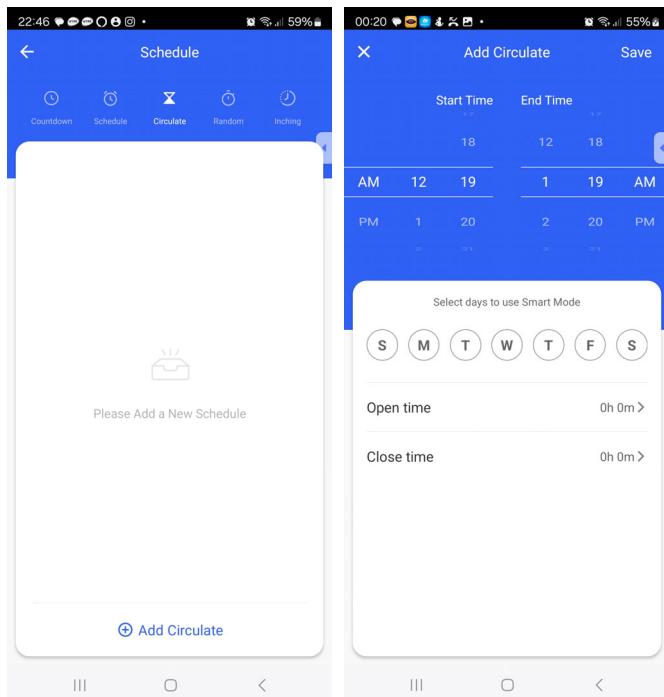 22:46
59%
Schedule
Countdown Schedule Circulate Random Inching
Please Add a New Schedule
Add Circulate
00:20
55%
Add Circulate Save
Start Time End Time
18 12 18
AM 12 19 1 19 AM
PM 1 20 2 20 PM
Select days to use Smart Mode
S M T W T F S
Open time 0h 0m >
Close time 0h 0m >